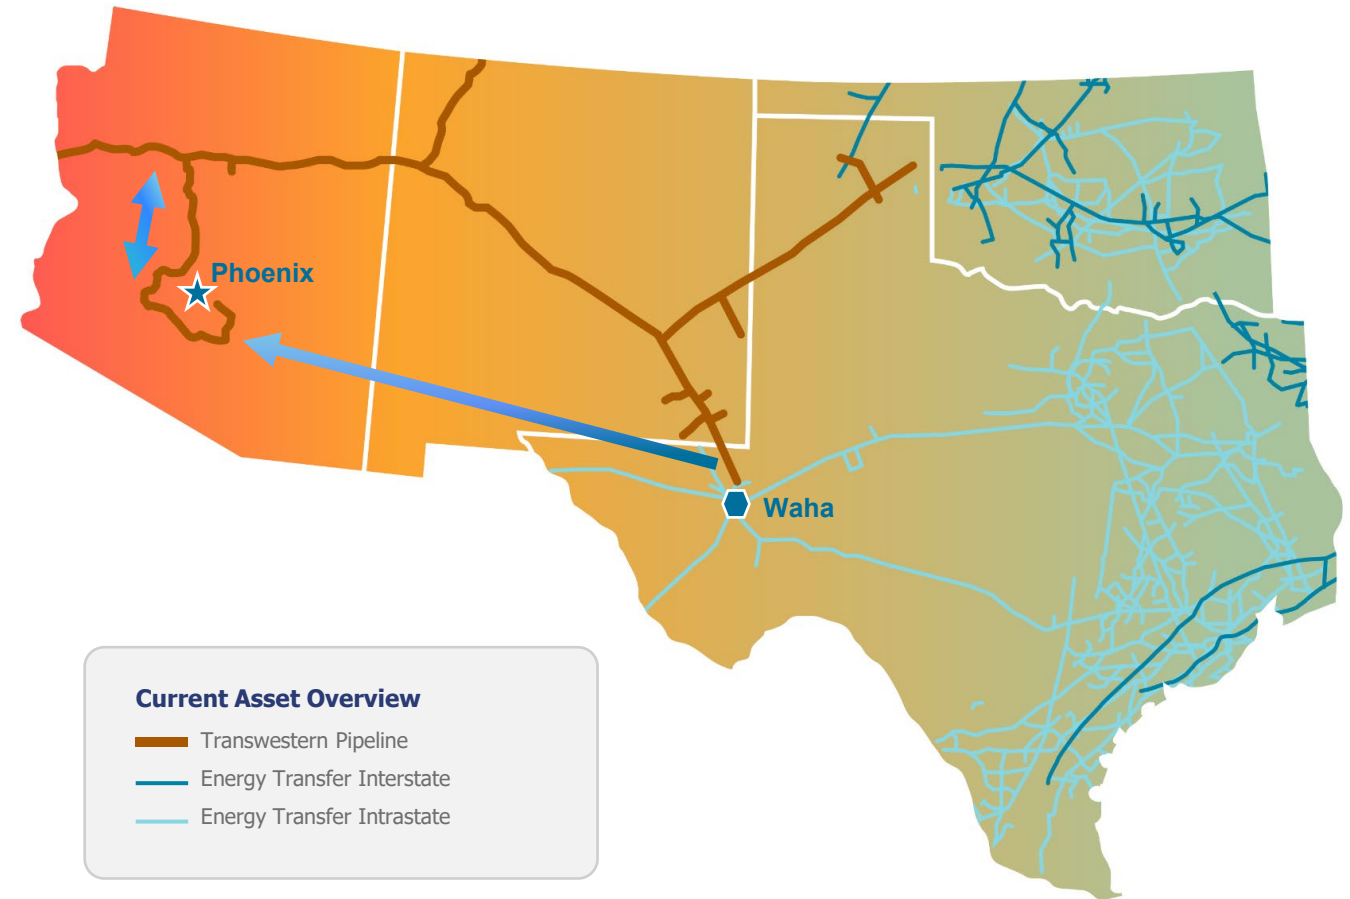 Phoenix
Waha
Current Asset Overview
Transwestern Pipeline
Energy Transfer Interstate
Energy Transfer Intrastate